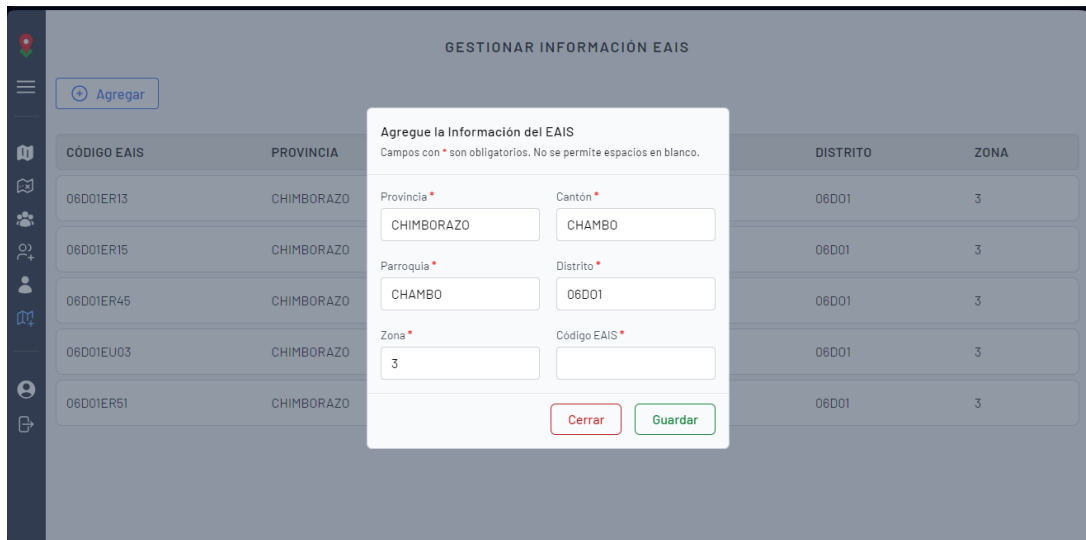 GESTIONAR INFORMACIÓN EAIS
Agregar
CÓDIGO EAIS PROVINCIA DISTRITO ZONA
06D01ER13 CHIMBORAZO 06D01 3
06D01ER15 CHIMBORAZO 06D01 3
06D01ER45 CHIMBORAZO 06D01 3
06D01EU03 CHIMBORAZO 06D01 3
06D01ER51 CHIMBORAZO 06D01 3
Agregue la Información del EAIS
Campos con * son obligatorios. No se permite espacios en blanco.
Provincia * Cantón *
CHIMBORAZO CHAMBO
Parroquia * Distrito *
CHAMBO 06D01
Zona * Código EAIS *
3
Cerrar Guardar